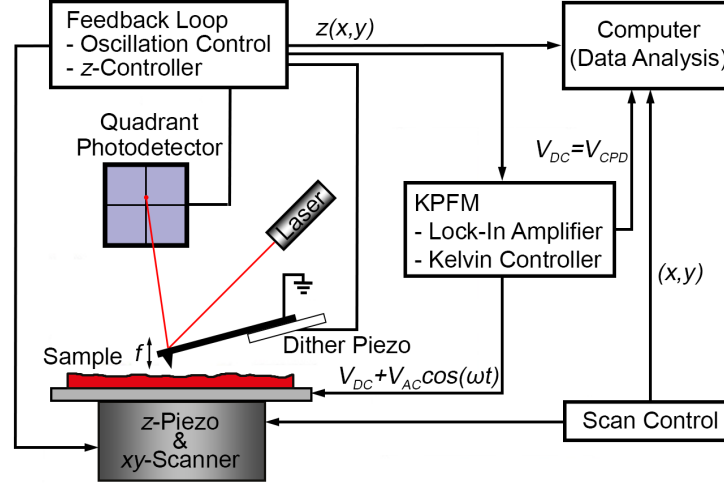 Feedback Loop
- Oscillation Control
- z-Controller
z(x,y)
Computer
(Data Analysis)
Quadrant
Photodetector
Laser
V_DC=V_CPD
KPFM
- Lock-In Amplifier
- Kelvin Controller
(x,y)
f
Sample
Dither Piezo
V_DC+V_AC cos(ωt)
z-Piezo
&
xy-Scanner
Scan Control